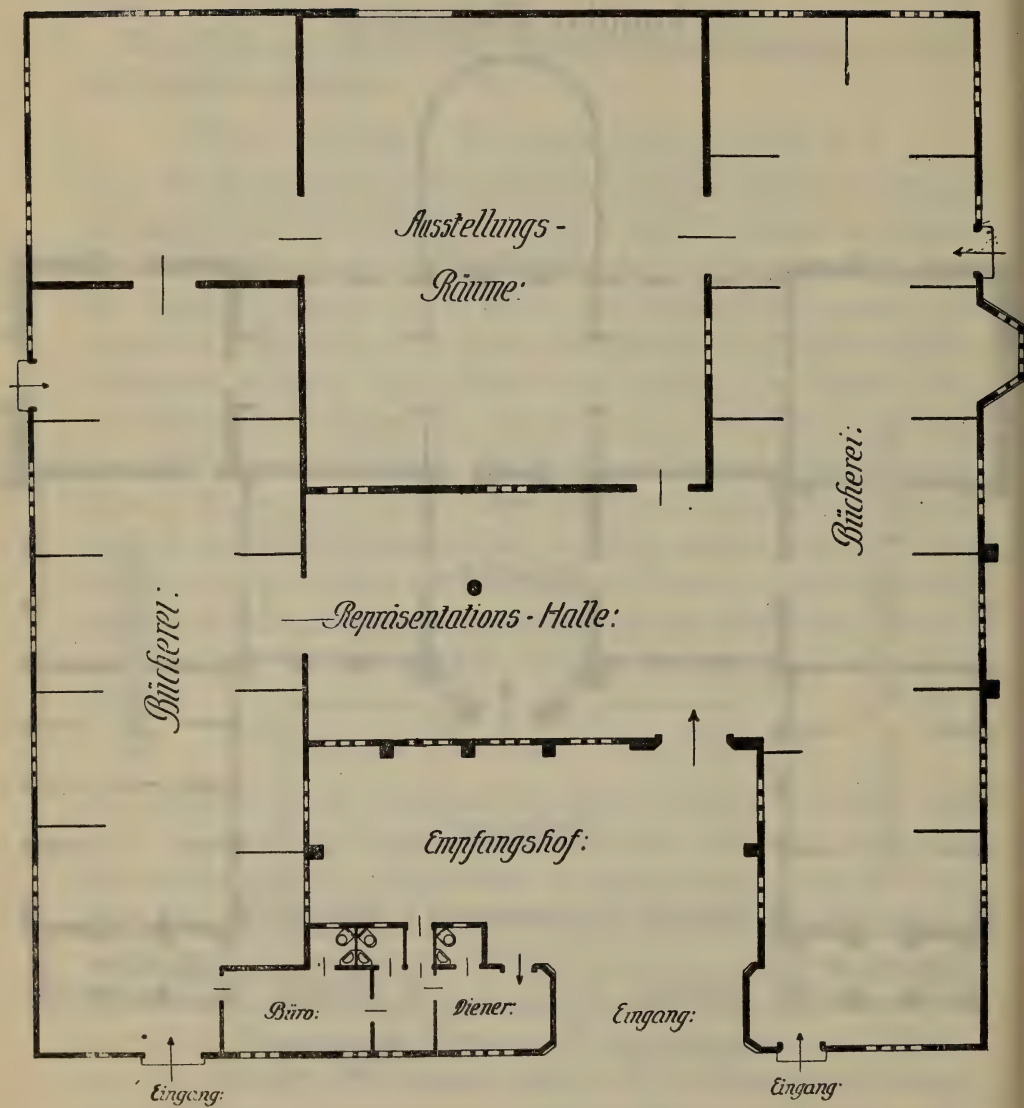 Ausstellungs-
Räume:
Bücherei:
Repräsentations-Halle:
Bücherei:
Empfangshof:
Büro:
Diener:
Eingang:
Eingang:
Eingang: